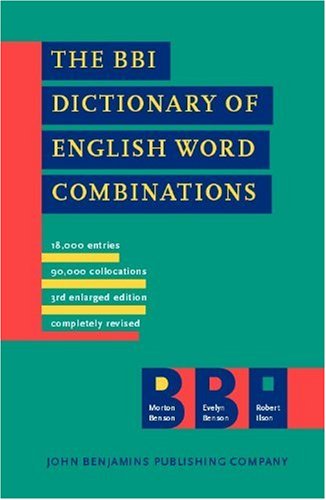 THE BBI
DICTIONARY OF
ENGLISH WORD
COMBINATIONS
18,000 entries
90,000 collocations
3rd enlarged edition
completely revised
BBI
Morton Evelyn Robert
Benson Benson Ilson
JOHN BENJAMINS PUBLISHING COMPANY